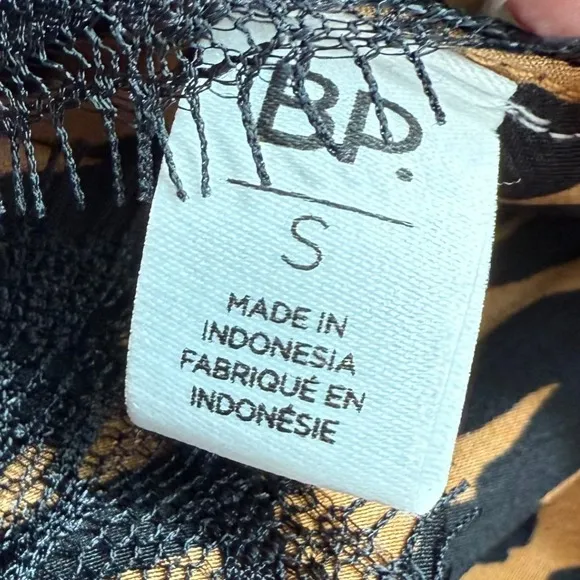 BP.
S
MADE IN
INDONESIA
FABRIQUÉ EN
INDONÉSIE